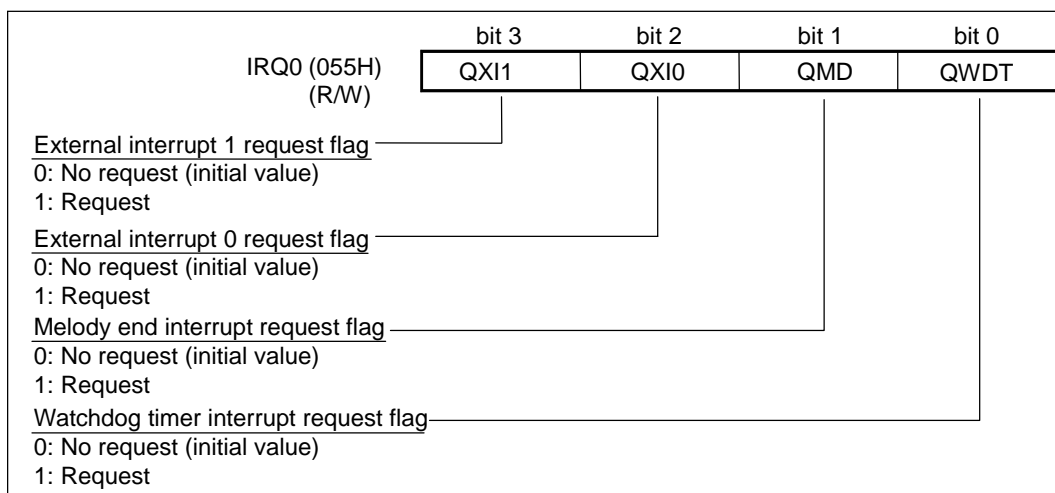 bit 3 bit 2 bit 1 bit 0
IRQ0 (055H) QXI1 QXI0 QMD QWDT
(R/W)
External interrupt 1 request flag
0: No request (initial value)
1: Request
External interrupt 0 request flag
0: No request (initial value)
1: Request
Melody end interrupt request flag
0: No request (initial value)
1: Request
Watchdog timer interrupt request flag
0: No request (initial value)
1: Request